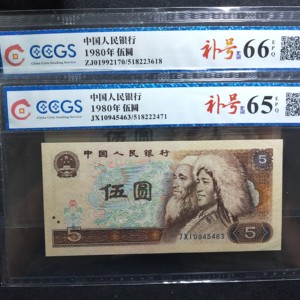 CCGS
中国人民银行
1980年 伍圆
ZJ01992170/518223618
补号 66 EPQ
CCGS
中国人民银行
1980年 伍圆
JX10945463/518222471
补号 65 EPQ
中国人民银行
5
伍圆
5
JX10945463
5